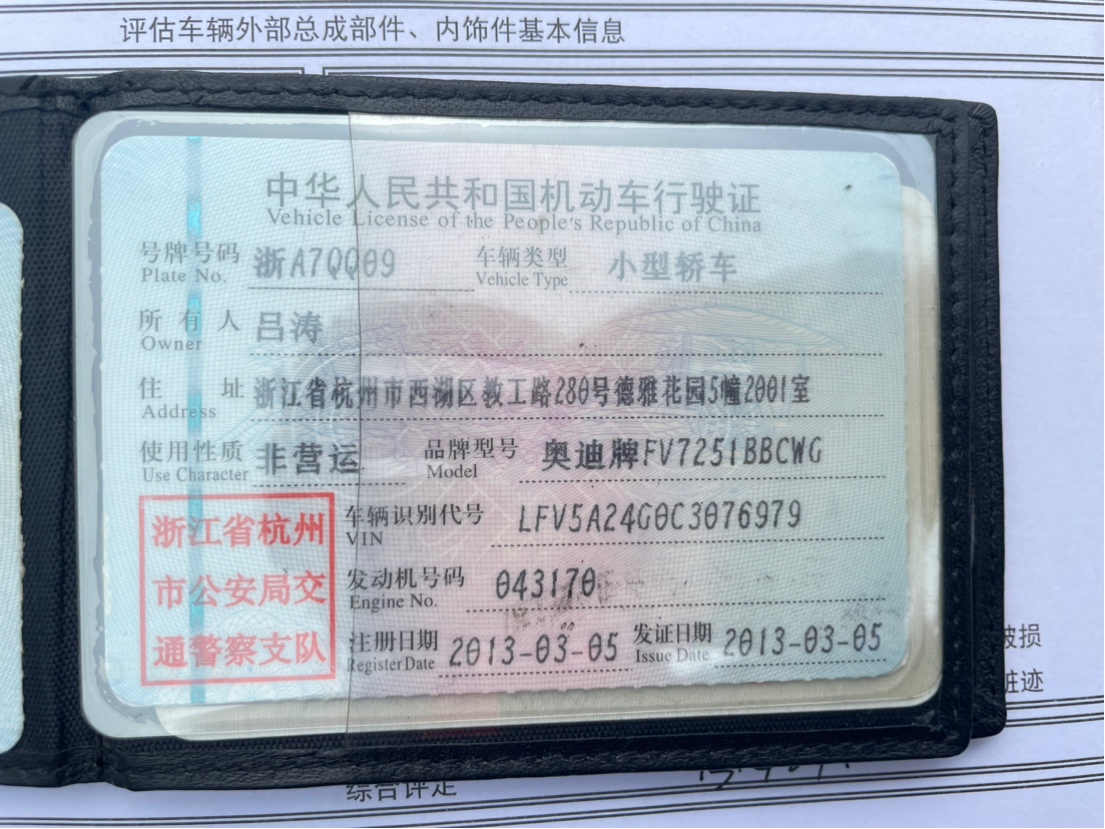 评估车辆外部总成部件、内饰件基本信息
中华人民共和国机动车行驶证
Vehicle License of the People's Republic of China
号牌号码 浙A7QQ09 车辆类型 小型轿车
Plate No. Vehicle Type
所有人 吕涛
Owner
住址 浙江省杭州市西湖区教工路280号德雅花园5幢2001室
Address
使用性质 非营运 品牌型号 奥迪牌FV7251BBCWG
Use Character Model
浙江省杭州
市公安局交
通警察支队
车辆识别代号 LFV5A24G0C3076979
VIN
发动机号码 043170
Engine No.
注册日期 2013-03-05 发证日期 2013-03-05
Register Date Issue Date
破损
脏迹
综合评定